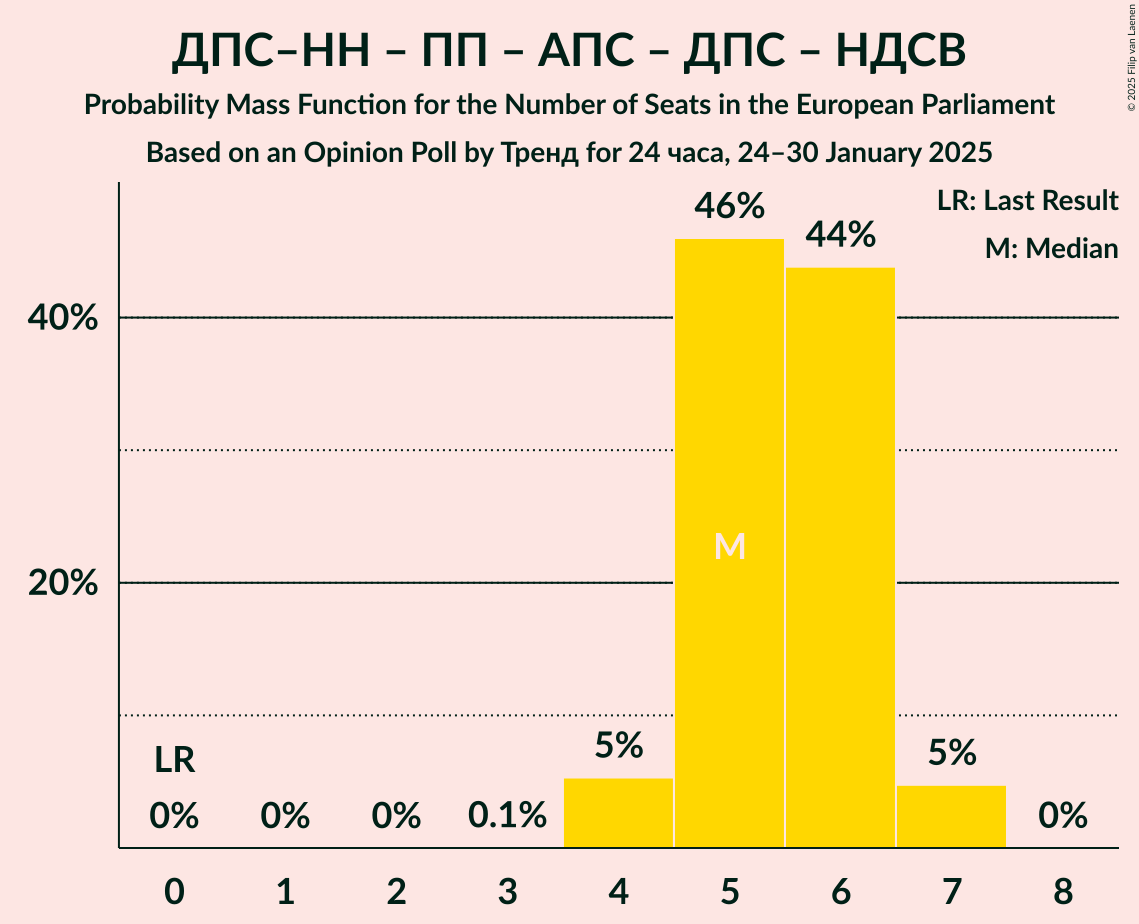 ДПС–НН – ПП – АПС – ДПС – НДСВ
Probability Mass Function for the Number of Seats in the European Parliament
Based on an Opinion Poll by Тренд for 24 часа, 24–30 January 2025
© 2025 Filip van Laenen
LR: Last Result
M: Median
46%
44%
40%
M
20%
LR
5%
5%
0%
0%
0%
0.1%
0%
0 1 2 3 4 5 6 7 8